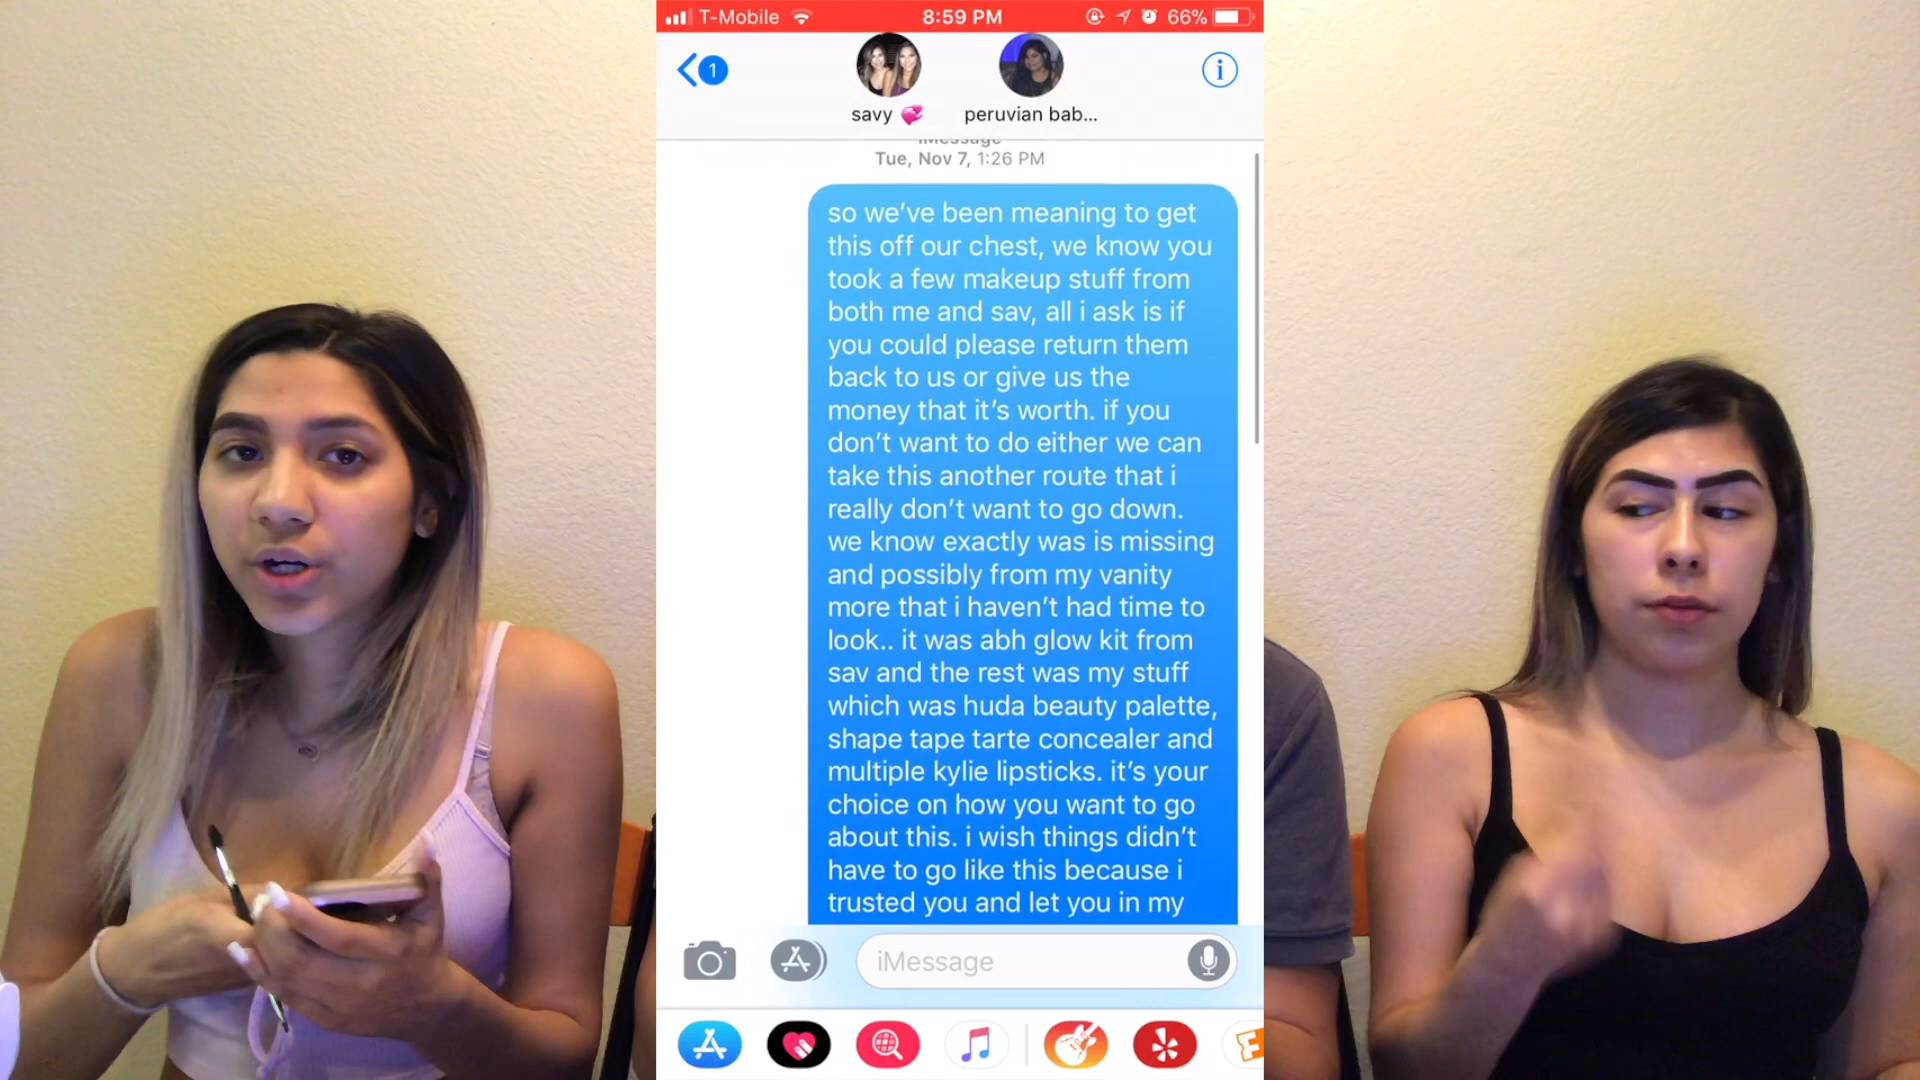 T-Mobile 8:59 PM 66%
1
savy 💞 peruvian bab...
iMessage
Tue, Nov 7, 1:26 PM
so we’ve been meaning to get
this off our chest, we know you
took a few makeup stuff from
both me and sav, all i ask is if
you could please return them
back to us or give us the
money that it’s worth. if you
don’t want to do either we can
take this another route that i
really don’t want to go down.
we know exactly was is missing
and possibly from my vanity
more that i haven’t had time to
look.. it was abh glow kit from
sav and the rest was my stuff
which was huda beauty palette,
shape tape tarte concealer and
multiple kylie lipsticks. it’s your
choice on how you want to go
about this. i wish things didn’t
have to go like this because i
trusted you and let you in my
iMessage